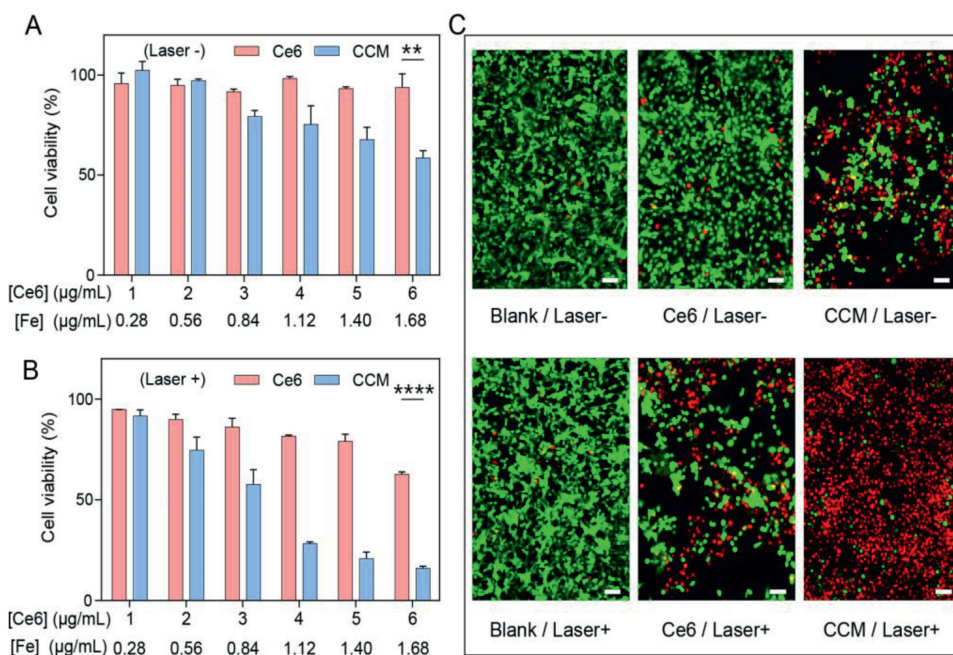 A
(Laser -) Ce6 CCM **
Cell viability (%)
100
50
0
[Ce6] (μg/mL) 1 2 3 4 5 6
[Fe] (μg/mL) 0.28 0.56 0.84 1.12 1.40 1.68
B
(Laser +) Ce6 CCM ****
Cell viability (%)
100
50
0
[Ce6] (μg/mL) 1 2 3 4 5 6
[Fe] (μg/mL) 0.28 0.56 0.84 1.12 1.40 1.68
C
Blank / Laser- Ce6 / Laser- CCM / Laser-
Blank / Laser+ Ce6 / Laser+ CCM / Laser+